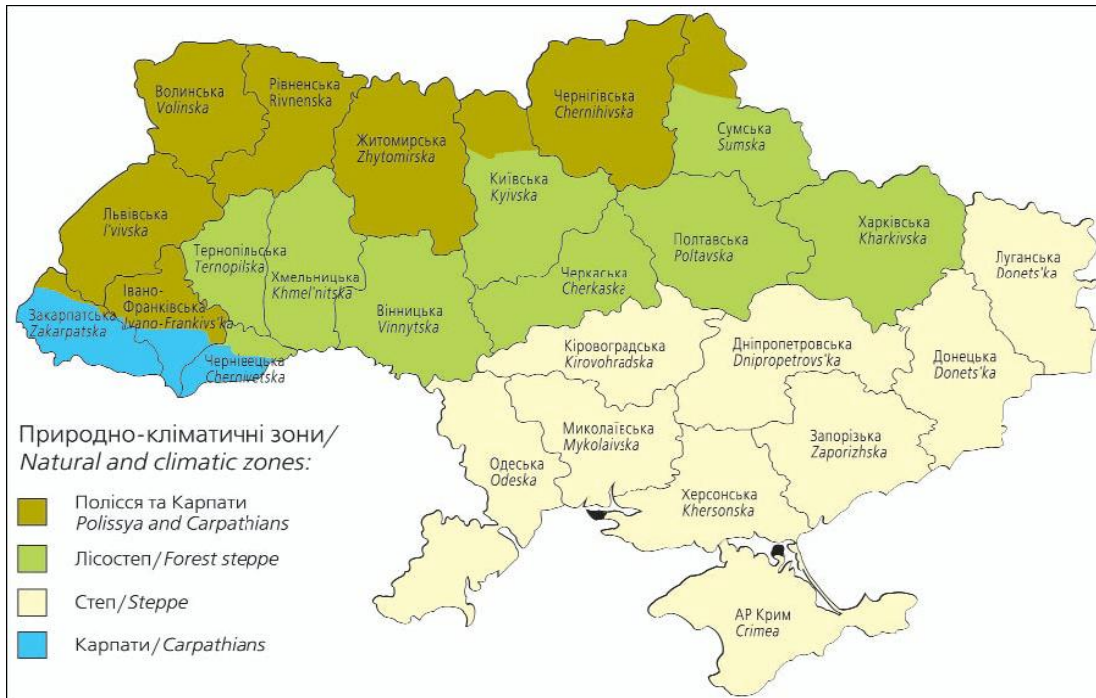 Волинська
Volinska
Рівненська
Rivnenska
Житомирська
Zhytomirska
Чернігівська
Chernihivska
Сумська
Sumska
Київська
Kyivska
Львівська
l'vivska
Тернопільська
Ternopilska
Хмельницька
Khmel'nitska
Вінницька
Vinnytska
Черкаська
Cherkaska
Полтавська
Poltavska
Харківська
Kharkivska
Луганська
Donets'ka
Івано-
Франківська
Ivano-Frankivs'ka
Закарпатська
Zakarpatska
Чернівецька
Chernivetska
Кіровоградська
Kirovohradska
Дніпропетровська
Dnipropetrovs'ka
Донецька
Donets'ka
Миколаїеська
Mykolaivska
Запорізька
Zaporizhska
Одеська
Odeska
Херсонська
Khersonska
АР Крим
Crimea
Природно-кліматичні зони/
Natural and climatic zones:
Полісся та Карпати
Polissya and Carpathians
Лісостеп/Forest steppe
Степ/Steppe
Карпати/Carpathians